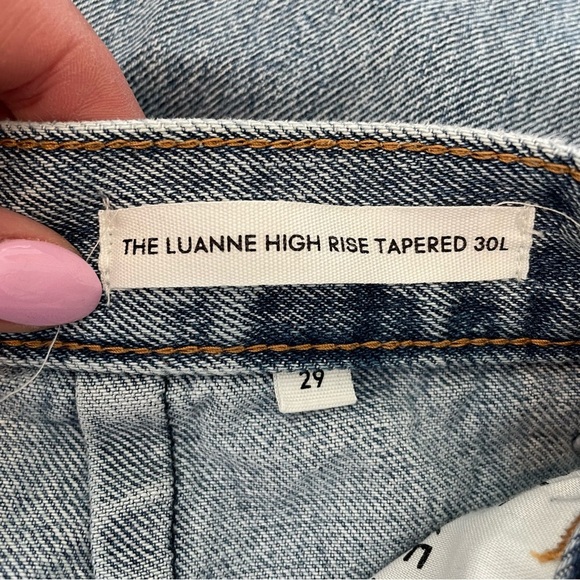 THE LUANNE HIGH RISE TAPERED 30L
29